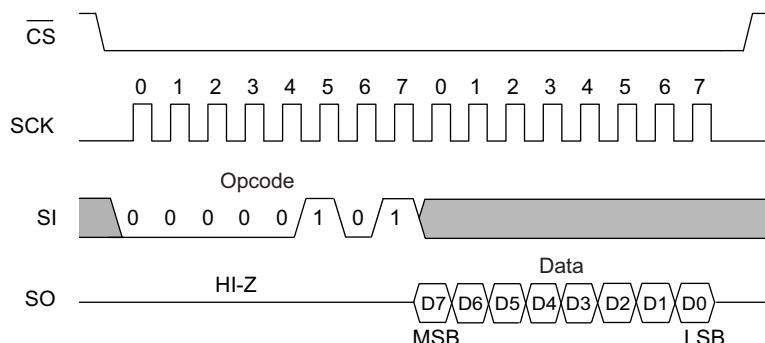 CS
0 1 2 3 4 5 6 7 0 1 2 3 4 5 6 7
SCK
Opcode
SI 0 0 0 0 0 1 0 1
HI-Z Data
SO D7 D6 D5 D4 D3 D2 D1 D0
MSB LSB